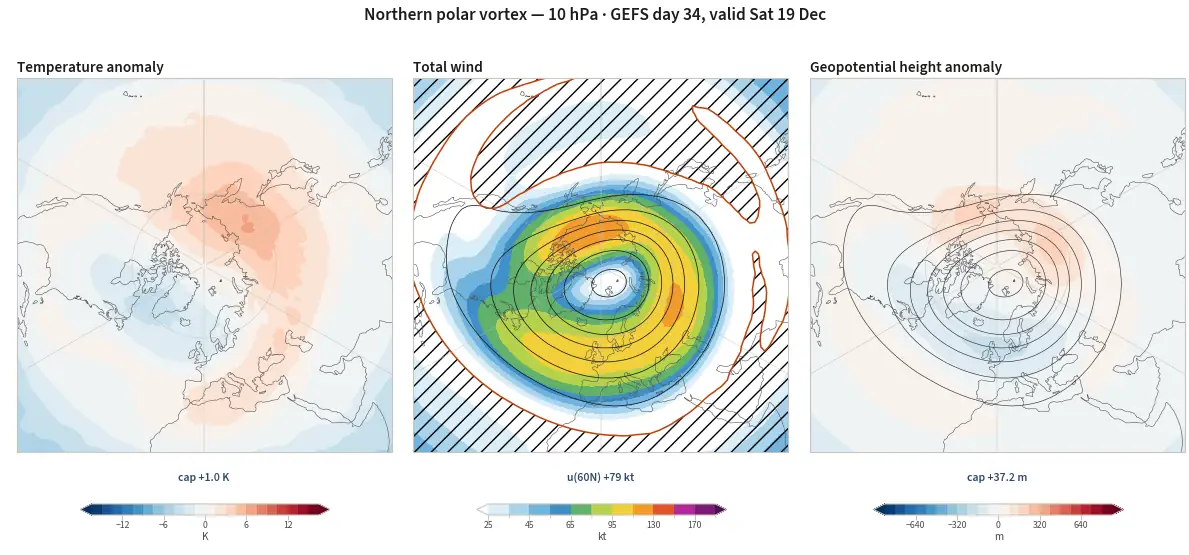 Northern polar vortex — 10 hPa · GEFS day 34, valid Sat 19 Dec
Temperature anomaly
Total wind
Geopotential height anomaly
cap +1.0 K
u(60N) +79 kt
cap +37.2 m
−12 −6 0 6 12
K
25 45 65 95 130 170
kt
−640 −320 0 320 640
m